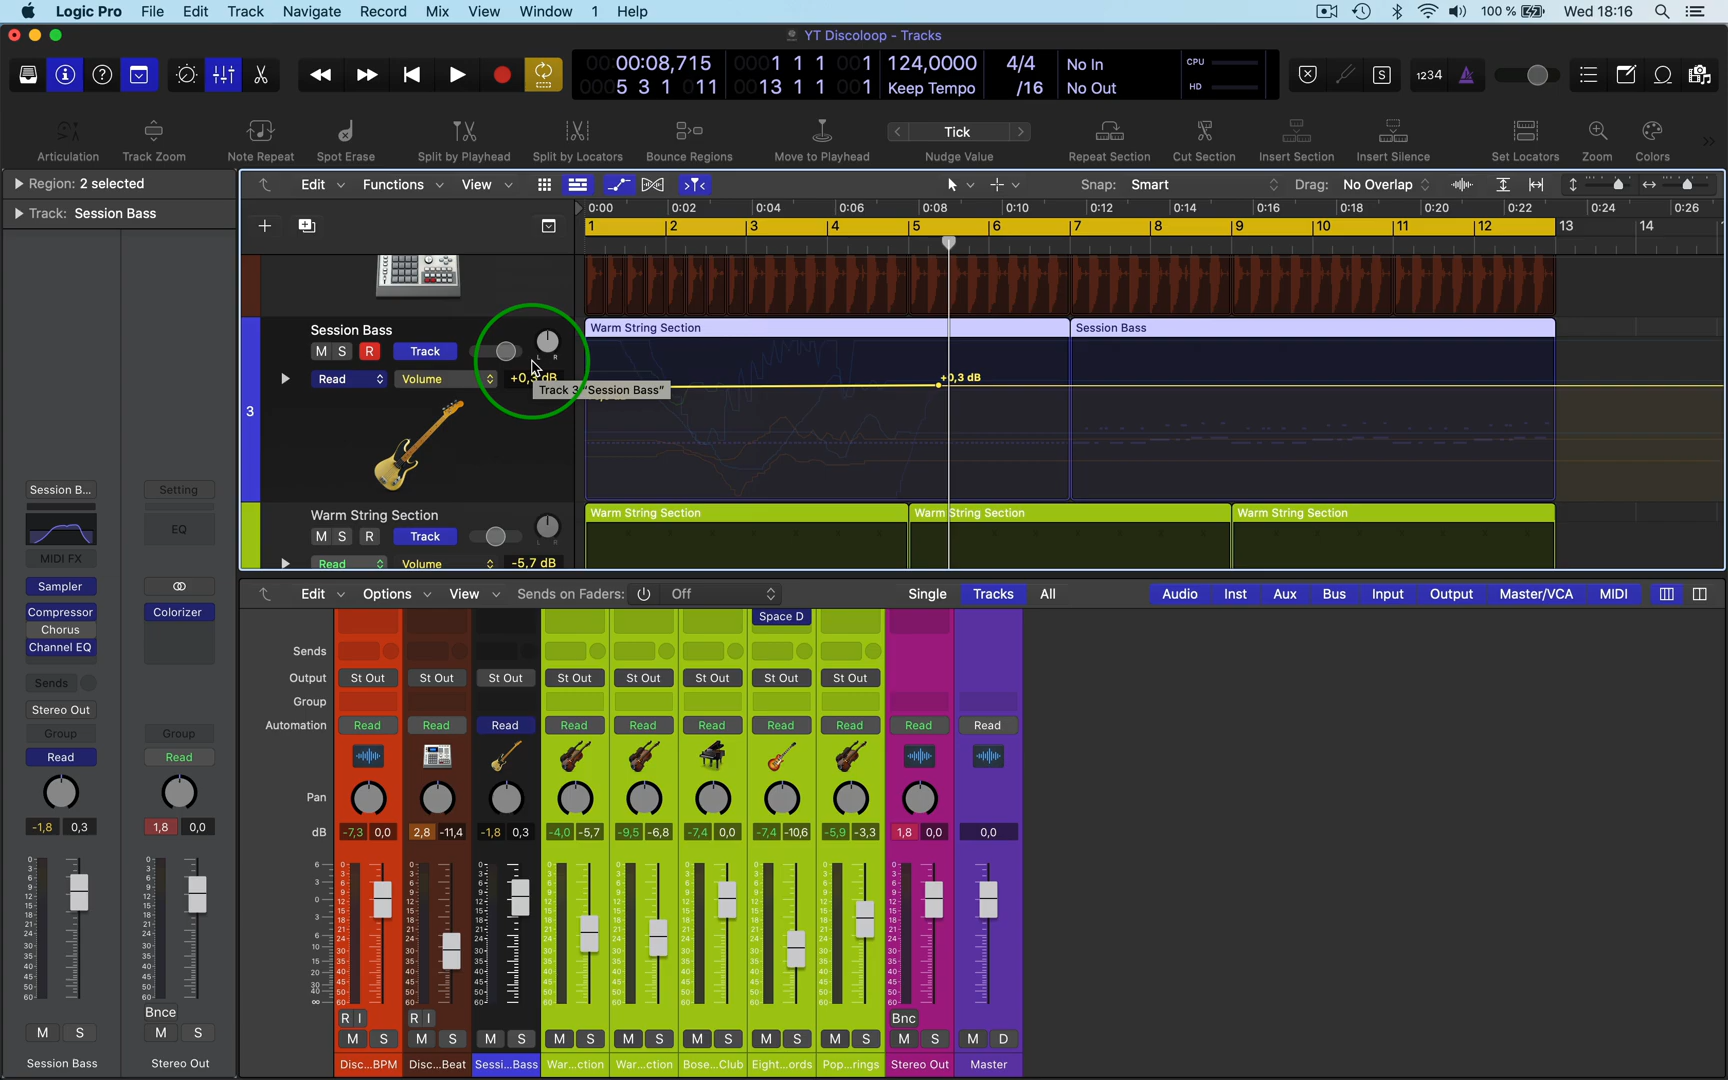 Logic Pro File Edit Track Navigate Record Mix View Window 1 Help 100 % Wed 18:16
YT Discoloop - Tracks
00:00:08,715 0001 1 1 001 124,0000 4/4 No In CPU
0005 3 1 011 0013 1 1 001 Keep Tempo /16 No Out HD
S 1234
Tick
Articulation Track Zoom Note Repeat Spot Erase Split by Playhead Split by Locators Bounce Regions Move to Playhead Nudge Value Repeat Section Cut Section Insert Section Insert Silence Set Locators Zoom Colors
Region: 2 selected Edit Functions View Snap: Smart Drag: No Overlap
Track: Session Bass
0:00 0:02 0:04 0:06 0:08 0:10 0:12 0:14 0:16 0:18 0:20 0:22 0:24 0:26
1 2 3 4 5 6 7 8 9 10 11 12 13 14
Session Bass Warm String Section Session Bass
M S R Track L R
Read Volume +0,3 dB +0,3 dB
Track 3 "Session Bass"
3
Warm String Section Warm String Section Warm String Section Warm String Section
M S R Track L R
Read Volume -5,7 dB
Session B... Setting
EQ
MIDI FX
Sampler
Compressor Colorizer
Chorus
Channel EQ
Sends
Stereo Out
Group Group
Read Read
-1,8 0,3 1,8 0,0
Bnce
M S M S
Session Bass Stereo Out
Edit Options View Sends on Faders: Off Single Tracks All Audio Inst Aux Bus Input Output Master/VCA MIDI
Space D
Sends
Output St Out St Out St Out St Out St Out St Out St Out St Out
Group
Automation Read Read Read Read Read Read Read Read Read Read
Pan
dB -7,3 0,0 2,8 -11,4 -1,8 0,3 -4,0 -5,7 -9,5 -6,8 -7,4 0,0 -7,4 -10,6 -5,9 -3,3 1,8 0,0 0,0
R I R I Bnc
M S M S M S M S M S M S M S M S M S M D
Disc...BPM Disc...Beat Sessi...Bass War...ction War...ction Bose...Club Eight...ords Pop...rings Stereo Out Master